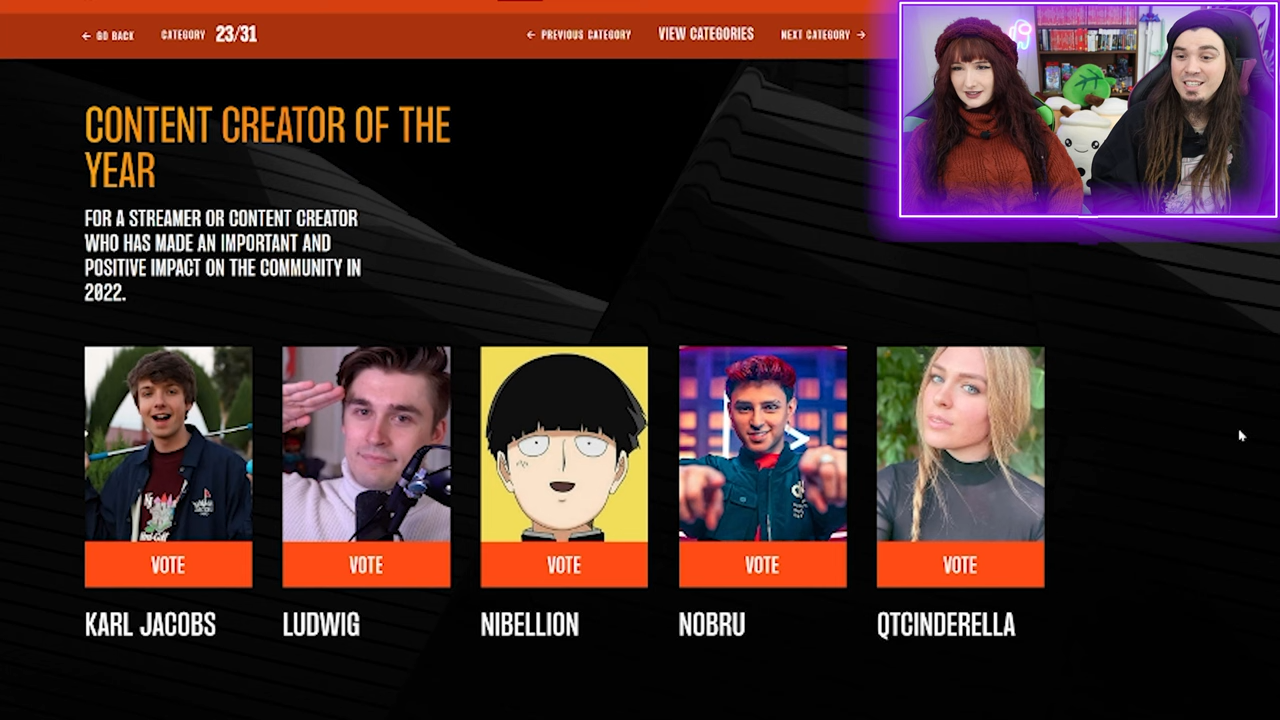 ← GO BACK
CATEGORY 23/31
← PREVIOUS CATEGORY
VIEW CATEGORIES
NEXT CATEGORY →
CONTENT CREATOR OF THE
YEAR
FOR A STREAMER OR CONTENT CREATOR
WHO HAS MADE AN IMPORTANT AND
POSITIVE IMPACT ON THE COMMUNITY IN
2022.
VOTE
VOTE
VOTE
VOTE
VOTE
KARL JACOBS
LUDWIG
NIBELLION
NOBRU
QTCINDERELLA